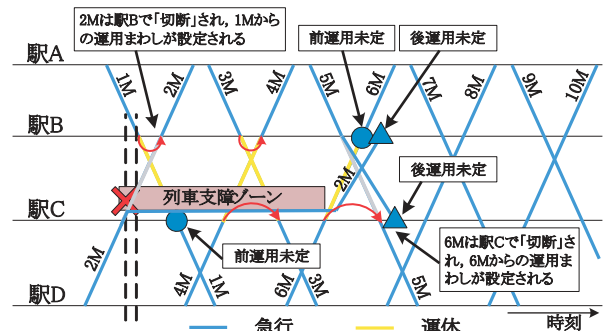 2Mは駅Bで「切断」され, 1Mから
の運用まわしが設定される
前運用未定
後運用未定
駅A
1M
2M
3M
4M
5M
6M
7M
8M
9M
10M
駅B
2M
後運用未定
列車支障ゾーン
駅C
前運用未定
6Mは駅Cで「切断」さ
れ, 6Mからの運用ま
わしが設定される
2M
4M
1M
6M
3M
5M
駅D
急行
運休
時刻